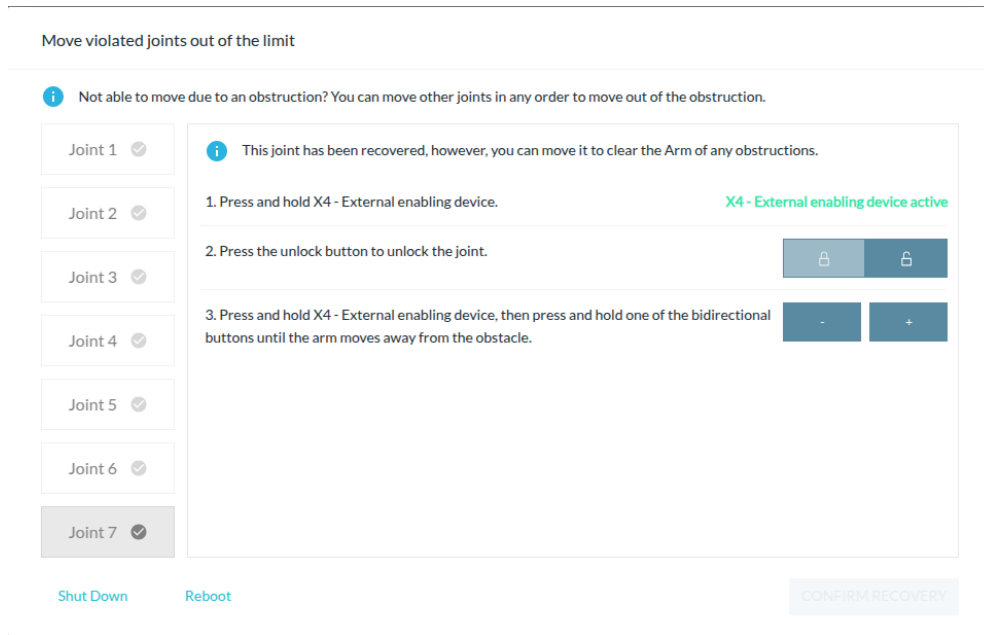 Move violated joints out of the limit
Not able to move due to an obstruction? You can move other joints in any order to move out of the obstruction.
Joint 1
Joint 2
Joint 3
Joint 4
Joint 5
Joint 6
Joint 7
This joint has been recovered, however, you can move it to clear the Arm of any obstructions.
1. Press and hold X4 - External enabling device.
X4 - External enabling device active
2. Press the unlock button to unlock the joint.
3. Press and hold X4 - External enabling device, then press and hold one of the bidirectional
buttons until the arm moves away from the obstacle.
- +
Shut Down
Reboot
CONFIRM RECOVERY